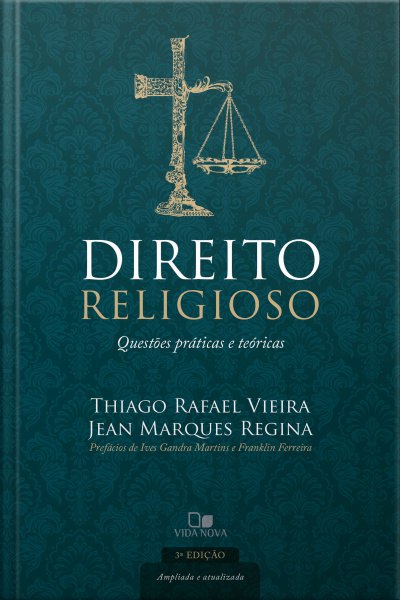 DIREITO
RELIGIOSO
Questões práticas e teóricas
THIAGO RAFAEL VIEIRA
JEAN MARQUES REGINA
Prefácios de Ives Gandra Martins e Franklin Ferreira
VIDA NOVA
3ª EDIÇÃO
Ampliada e atualizada